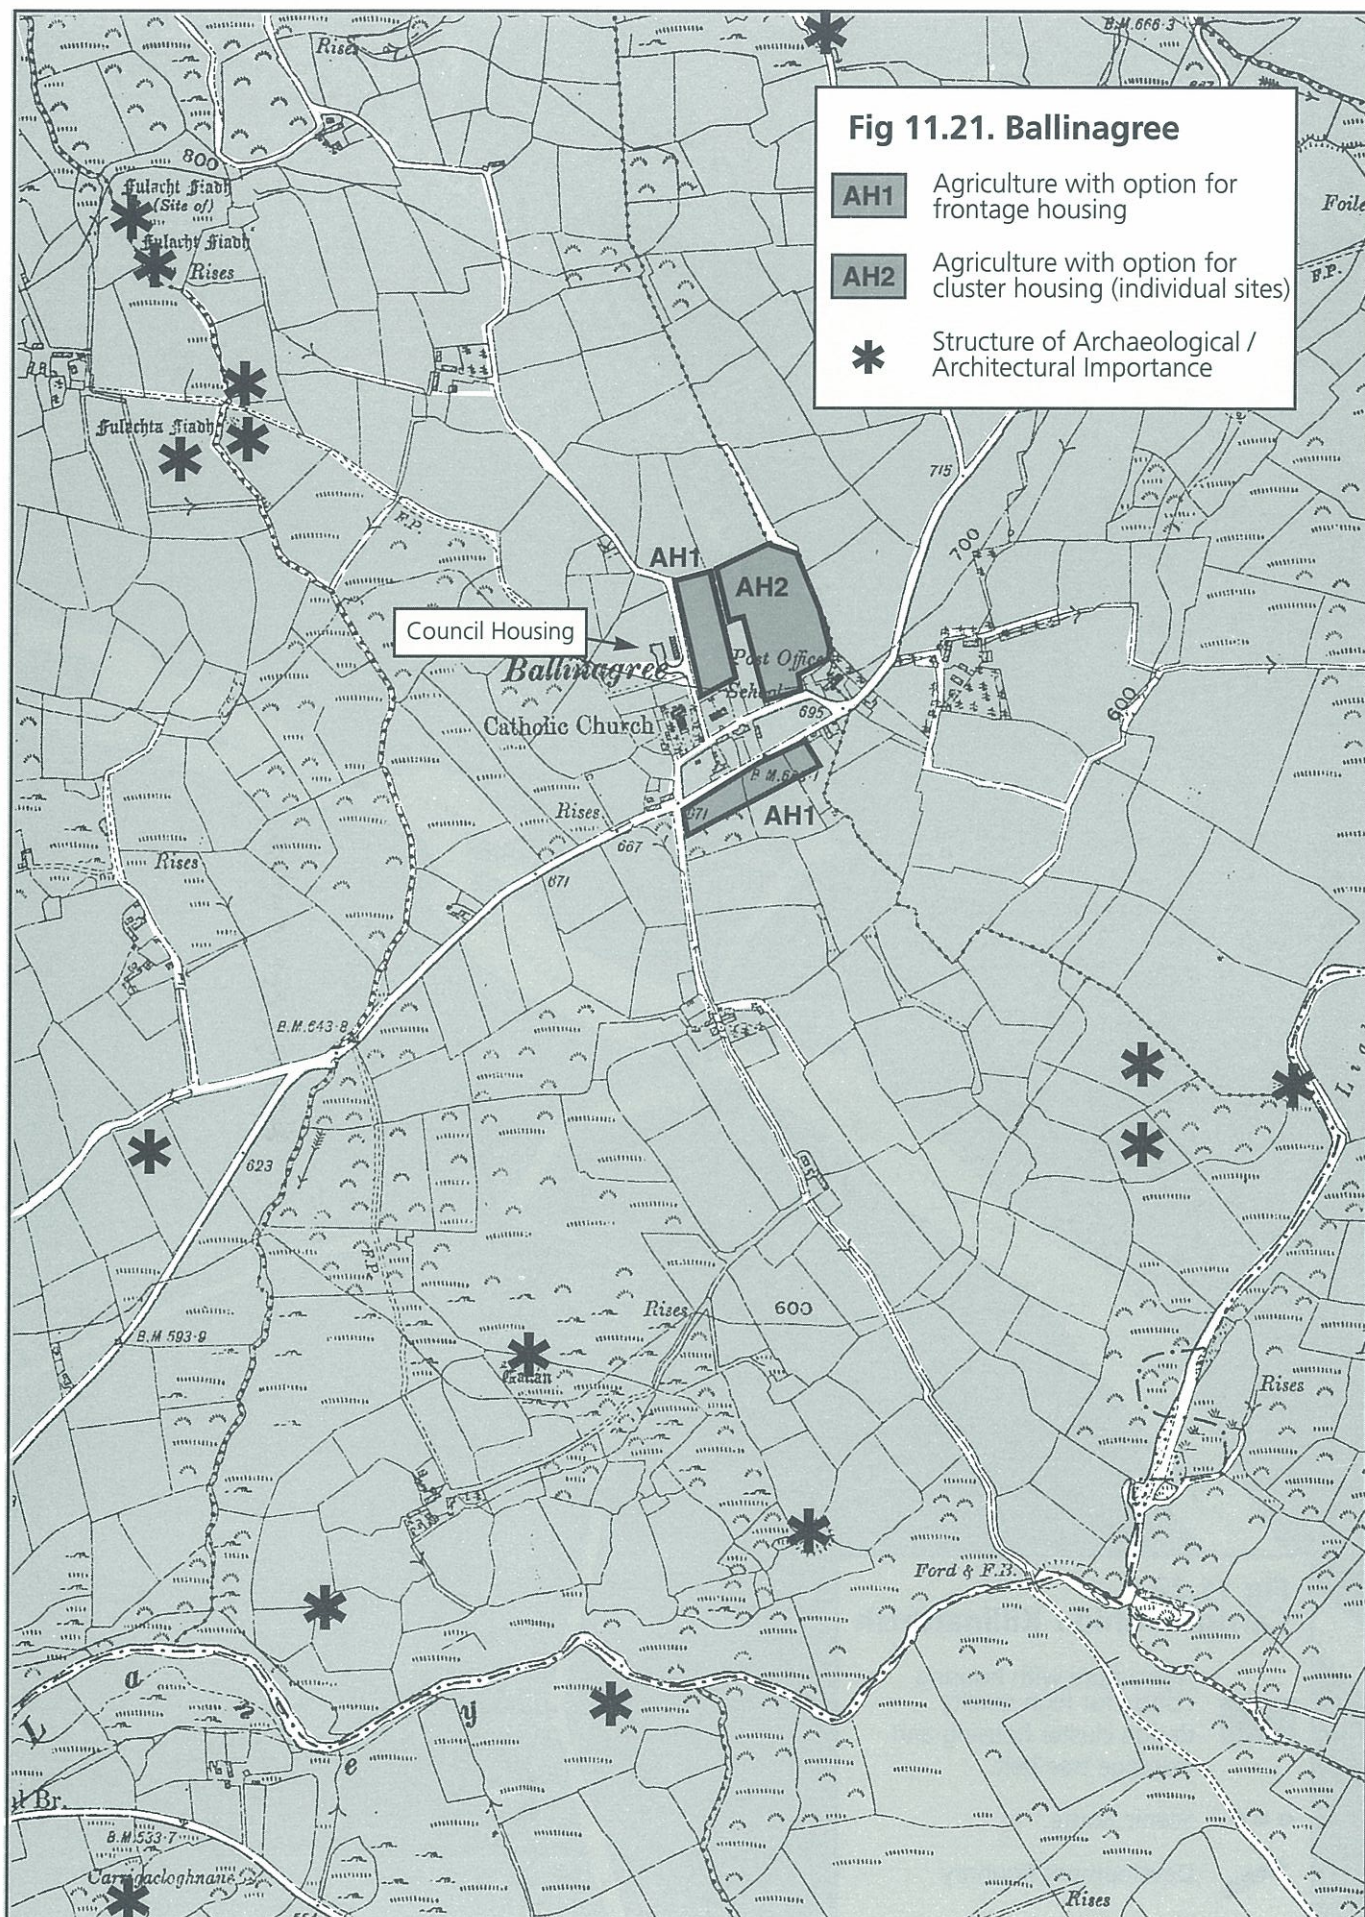 Rises
B.M.666·3
Fig 11.21. Ballinagree
AH1
Agriculture with option for
frontage housing
AH2
Agriculture with option for
cluster housing (individual sites)
Structure of Archaeological /
Architectural Importance
800
Fulacht Fiadh
(Site of)
Fulacht Fiadh
Rises
F.P.
Fulachta Fiadh
715
F.P.
700
AH1
AH2
Council Housing
Ballinagree
Post Office
School
Catholic Church
695
600
671
AH1
Rises
667
671
Rises
B.M.643·8
623
F.P.
Rises
600
B.M 593·9
Gallán
Rises
Ford & F.B.
L a n e y
Br.
B.M.533·7
Carrigacloghnane
Rises